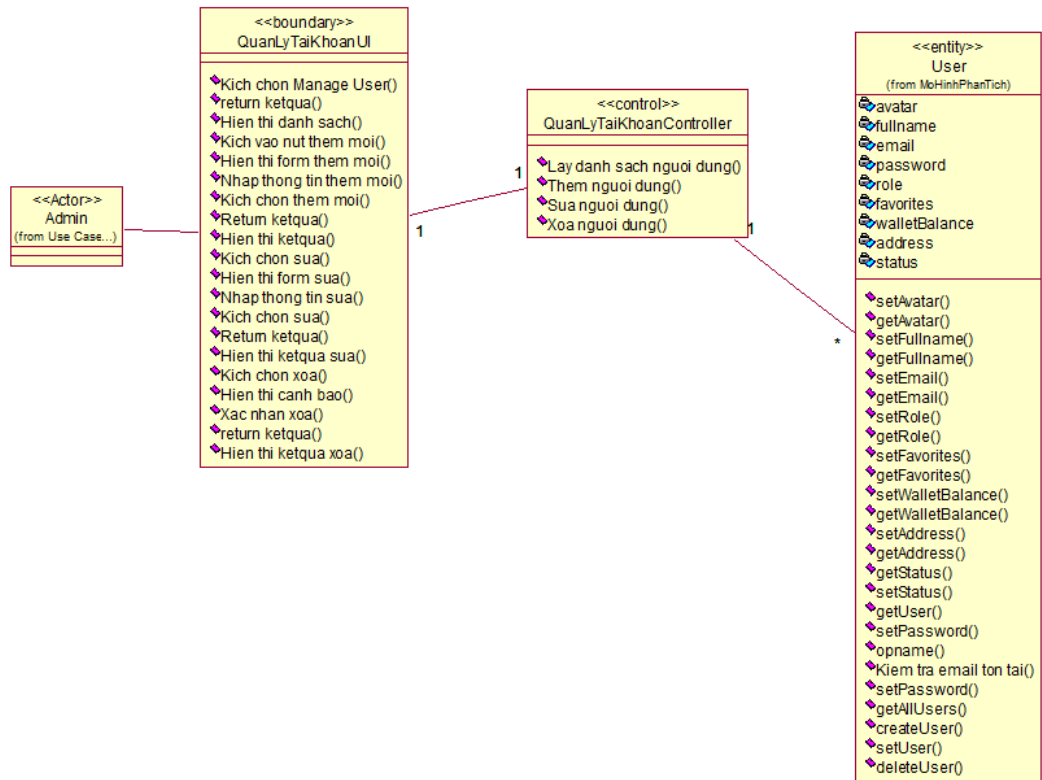 <<Actor>>
Admin
(from Use Case...)
<<boundary>>
QuanLyTaiKhoanUI
Kich chon Manage User()
return ketqua()
Hien thi danh sach()
Kich vao nut them moi()
Hien thi form them moi()
Nhap thong tin them moi()
Kich chon them moi()
Return ketqua()
Hien thi ketqua()
Kich chon sua()
Hien thi form sua()
Nhap thong tin sua()
Kich chon sua()
Return ketqua()
Hien thi ketqua sua()
Kich chon xoa()
Hien thi canh bao()
Xac nhan xoa()
return ketqua()
Hien thi ketqua xoa()
1
1
<<control>>
QuanLyTaiKhoanController
Lay danh sach nguoi dung()
Them nguoi dung()
Sua nguoi dung()
Xoa nguoi dung()
1
*
<<entity>>
User
(from MoHinhPhanTich)
avatar
fullname
email
password
role
favorites
walletBalance
address
status
setAvatar()
getAvatar()
setFullname()
getFullname()
setEmail()
getEmail()
setRole()
getRole()
setFavorites()
getFavorites()
setWalletBalance()
getWalletBalance()
setAddress()
getAddress()
getStatus()
setStatus()
getUser()
setPassword()
opname()
Kiem tra email ton tai()
setPassword()
getAllUsers()
createUser()
setUser()
deleteUser()